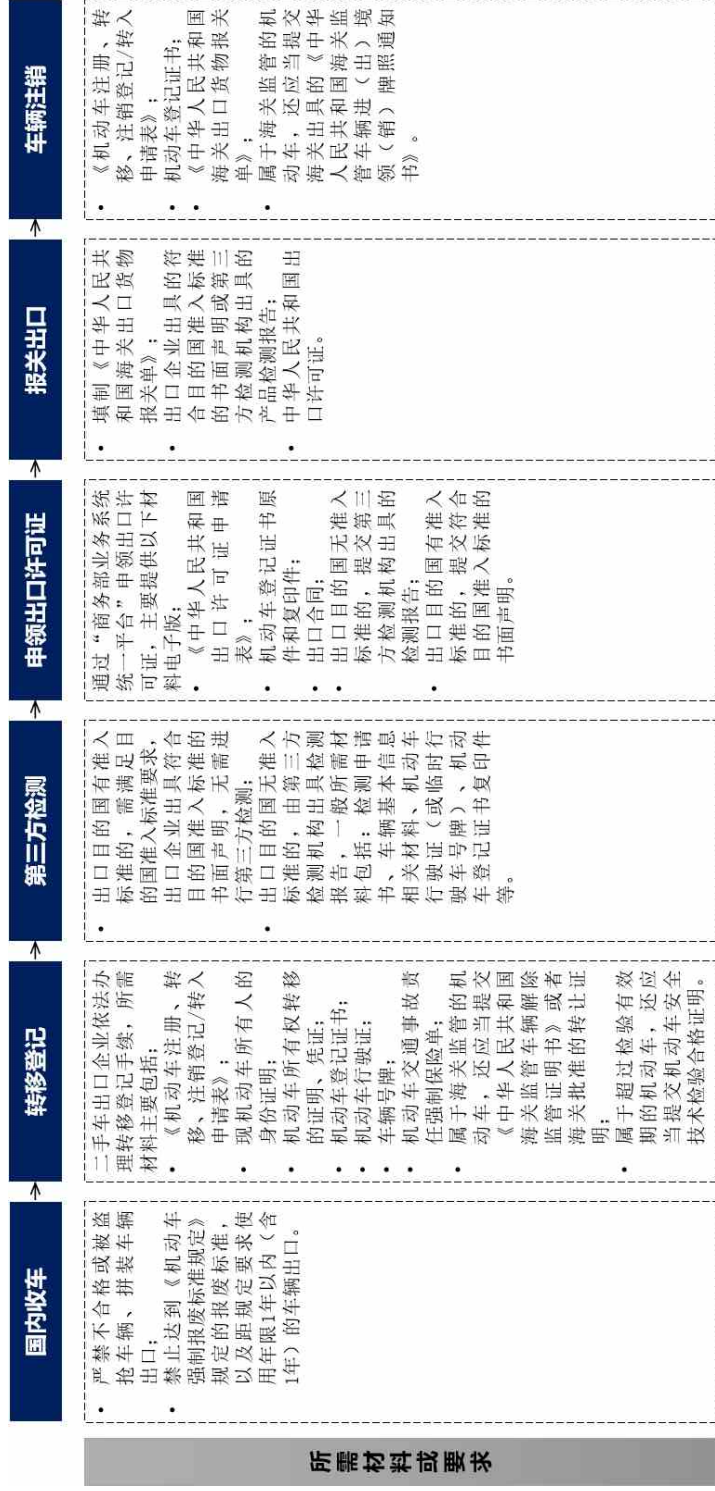 国内收车
转移登记
第三方检测
申领出口许可证
报关出口
车辆注销
所需材料或要求
• 严禁不合格或被盗
抢车辆、拼装车辆
出口;
• 禁止达到《机动车
强制报废标准规定》
规定的报废标准,
以及距规定要求使
用年限1年以内(含
1年)的车辆出口。
二手车出口企业依法办
理转移登记手续,所需
材料主要包括:
• 《机动车注册、转
移、注销登记/转入
申请表》;
• 现机动车所有人的
身份证明;
• 机动车所有权转移
的证明、凭证;
• 机动车登记证书;
• 机动车行驶证;
• 车辆号牌;
• 机动车交通事故责
任强制保险单;
• 属于海关监管的机
动车,还应当提交
《中华人民共和国
海关监管车辆解除
监管证明书》或者
海关批准的转让证
明;
• 属于超过检验有效
期的机动车,还应
当提交机动车安全
技术检验合格证明。
• 出口目的国有准入
标准的,需满足目
的国准入标准要求,
出口企业出具符合
目的国准入标准的
书面声明,无需进
行第三方检测;
• 出口目的国无准入
标准的,由第三方
检测机构出具检测
报告,一般所需材
料包括:检测申请
书、车辆基本信息
相关材料、机动车
行驶证(或临时行
驶车号牌)、机动
车登记证书复印件
等。
通过“商务部业务系统
统一平台”申领出口许
可证,主要提供以下材
料电子版;
• 《中华人民共和国
出口许可证申请
表》;
• 机动车登记证书原
件和复印件;
• 出口合同;
• 出口目的国无准入
标准的,提交第三
方检测机构出具的
检测报告;
• 出口目的国有准入
标准的,提交符合
目的国准入标准的
书面声明。
• 填制《中华人民共
和国海关出口货物
报关单》;
• 出口企业出具的符
合目的国准入标准
的书面声明或第三
方检测机构出具的
产品检测报告;
• 中华人民共和国出
口许可证。
• 《机动车注册、转
移、注销登记/转入
申请表》;
• 机动车登记证书;
• 《中华人民共和国
海关出口货物报关
单》;
• 属于海关监管的机
动车,还应当提交
海关出具的《中华
人民共和国海关监
管车辆进(出)境
领(销)牌照通知
书》。